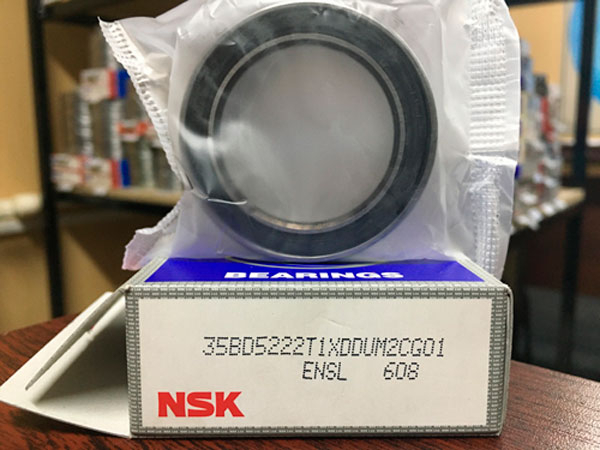 BEARINGS
35BD5222T1XDDUM2CG01
ENSL 608
NSK